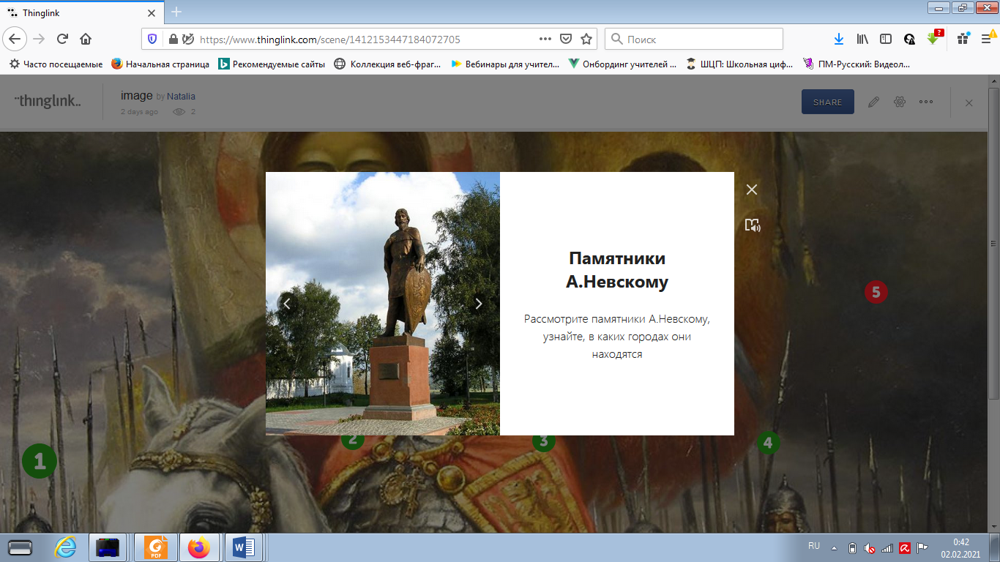 Thinglink
https://www.thinglink.com/scene/1412153447184072705
Поиск
Часто посещаемые
Начальная страница
Рекомендуемые сайты
Коллекция веб-фраг...
Вебинары для учител...
Онбординг учителей ...
ШЦП: Школьная циф...
ПМ-Русский: Видеол...
thinglink..
image by Natalia
2 days ago 2
SHARE
Памятники
А.Невскому
Рассмотрите памятники А.Невскому,
узнайте, в каких городах они
находятся
5
1
2
3
4
PDF
W
RU
0:42
02.02.2021